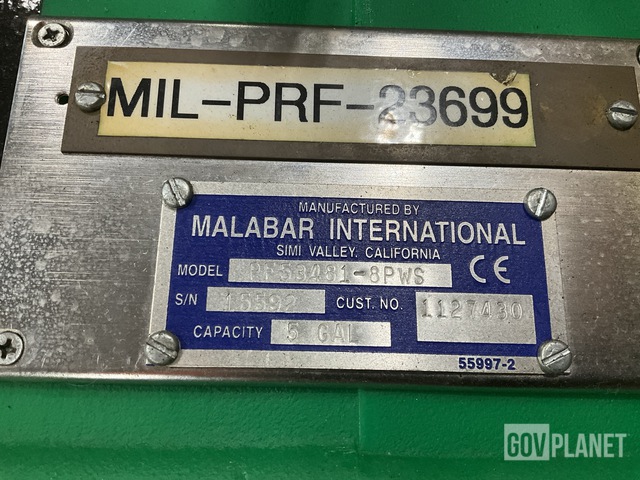 MIL-PRF-23699
MANUFACTURED BY
MALABAR INTERNATIONAL
SIMI VALLEY, CALIFORNIA
MODEL
CE
S/N 15592 CUST. NO. 1127430
CAPACITY 5 GAL
55997-2
GOVPLANET